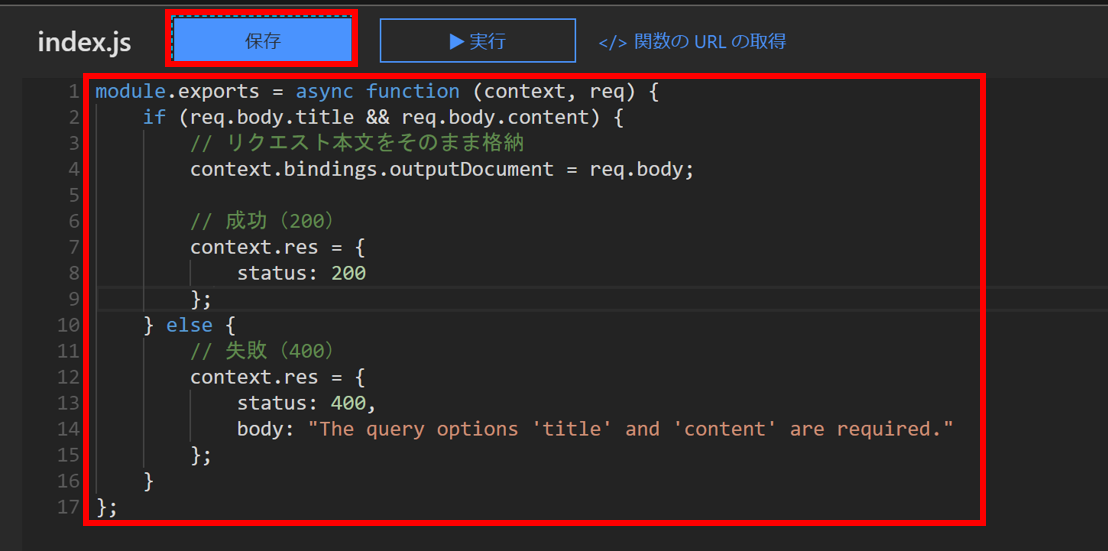 index.js 保存 ▶ 実行 </> 関数の URL の取得
1 module.exports = async function (context, req) {
2     if (req.body.title && req.body.content) {
3         // リクエスト本文をそのまま格納
4         context.bindings.outputDocument = req.body;
5
6         // 成功（200）
7         context.res = {
8             status: 200
9         };
10     } else {
11         // 失敗（400）
12         context.res = {
13             status: 400,
14             body: "The query options 'title' and 'content' are required."
15         };
16     }
17 };